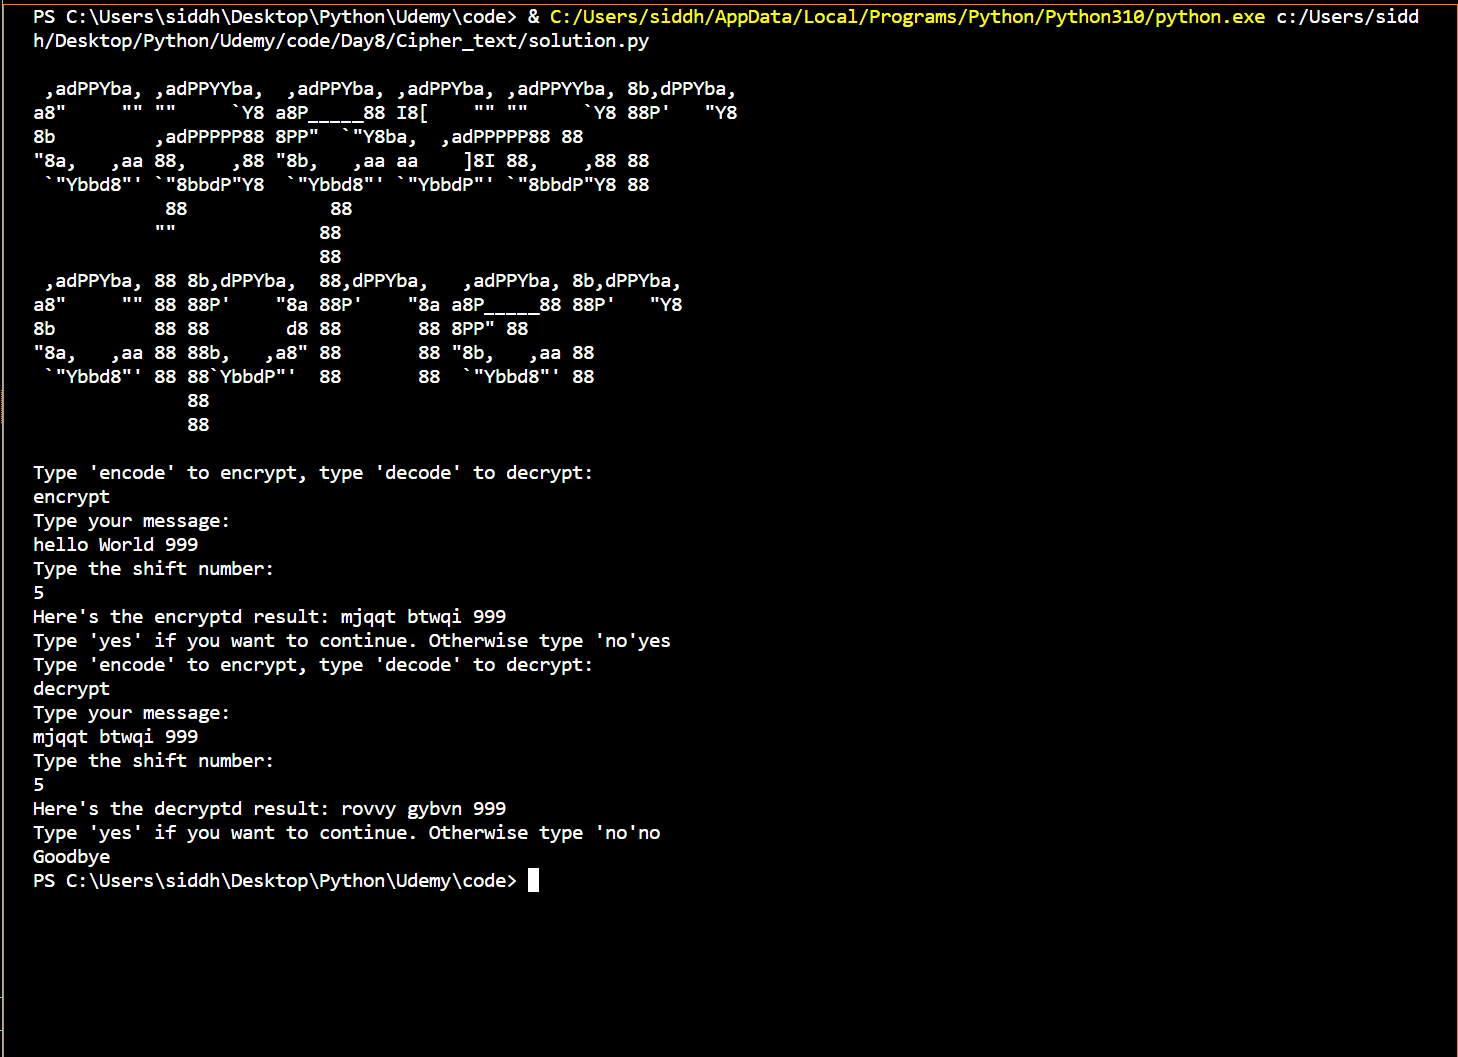 PS C:\Users\siddh\Desktop\Python\Udemy\code> & C:/Users/siddh/AppData/Local/Programs/Python/Python310/python.exe c:/Users/sidd
h/Desktop/Python/Udemy/code/Day8/Cipher_text/solution.py

 ,adPPYba, ,adPPYYba,  ,adPPYba, ,adPPYba, ,adPPYYba, 8b,dPPYba,
a8"     "" ""     `Y8 a8P_____88 I8[    "" ""     `Y8 88P'   "Y8
8b         ,adPPPPP88 8PP"  `"Y8ba,  ,adPPPPP88 88
"8a,   ,aa 88,    ,88 "8b,   ,aa aa    ]8I 88,    ,88 88
 `"Ybbd8"' `"8bbdP"Y8  `"Ybbd8"' `"YbbdP"' `"8bbdP"Y8 88
            88             88
           ""             88
                          88
 ,adPPYba, 88 8b,dPPYba,  88,dPPYba,   ,adPPYba, 8b,dPPYba,
a8"     "" 88 88P'    "8a 88P'    "8a a8P_____88 88P'   "Y8
8b         88 88       d8 88       88 8PP" 88
"8a,   ,aa 88 88b,   ,a8" 88       88 "8b,   ,aa 88
 `"Ybbd8"' 88 88`YbbdP"'  88       88  `"Ybbd8"' 88
              88
              88

Type 'encode' to encrypt, type 'decode' to decrypt:
encrypt
Type your message:
hello World 999
Type the shift number:
5
Here's the encryptd result: mjqqt btwqi 999
Type 'yes' if you want to continue. Otherwise type 'no'yes
Type 'encode' to encrypt, type 'decode' to decrypt:
decrypt
Type your message:
mjqqt btwqi 999
Type the shift number:
5
Here's the decryptd result: rovvy gybvn 999
Type 'yes' if you want to continue. Otherwise type 'no'no
Goodbye
PS C:\Users\siddh\Desktop\Python\Udemy\code>